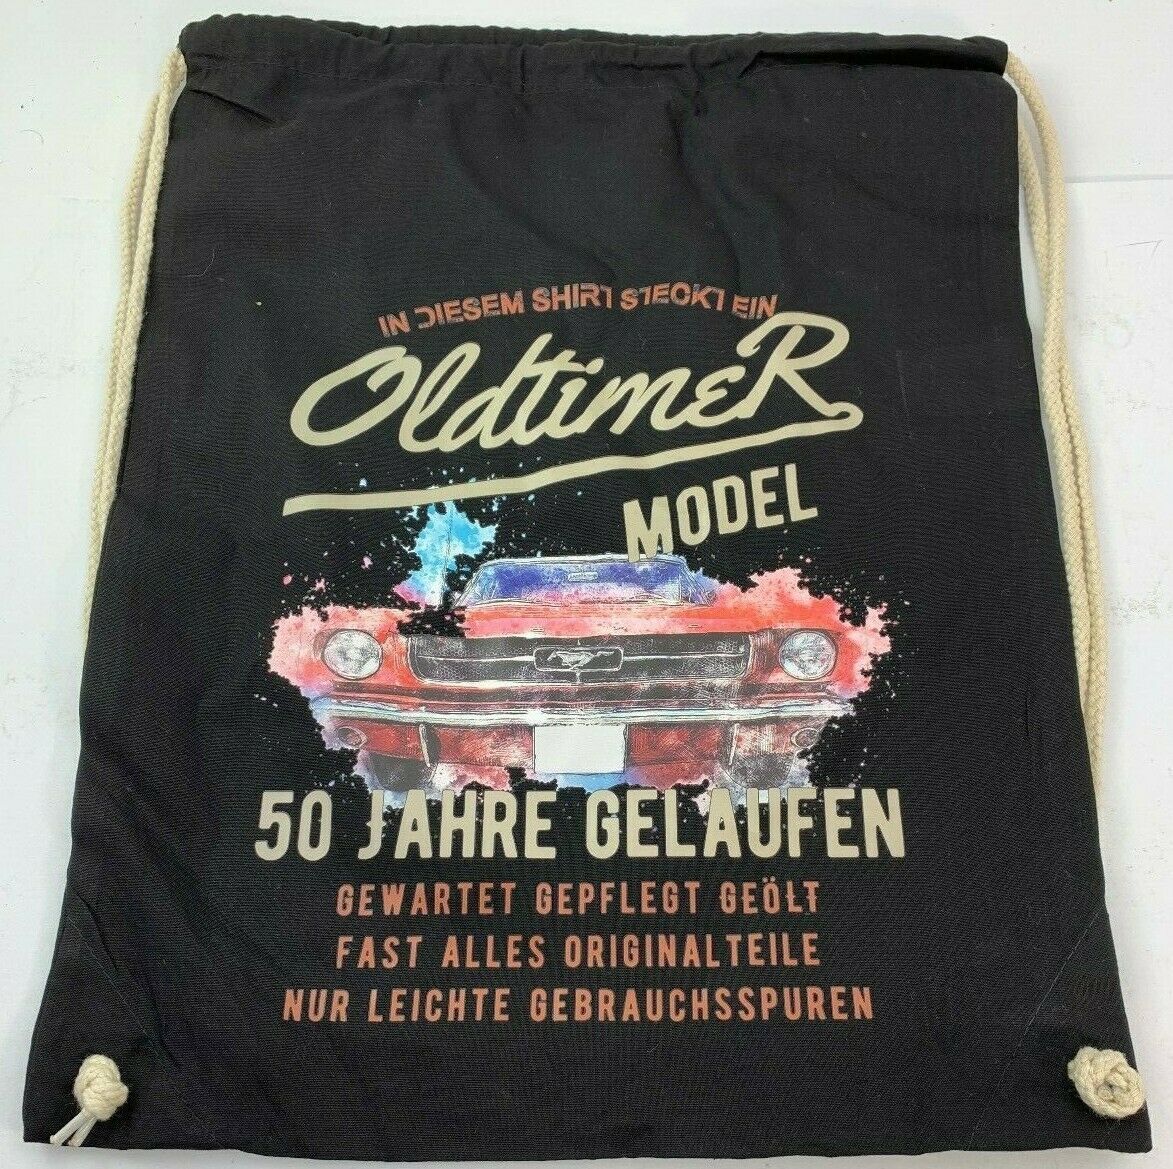 IN DIESEM SHIRT STECKT EIN
OldtimeR
MODEL
50 JAHRE GELAUFEN
GEWARTET GEPFLEGT GEÖLT
FAST ALLES ORIGINALTEILE
NUR LEICHTE GEBRAUCHSSPUREN